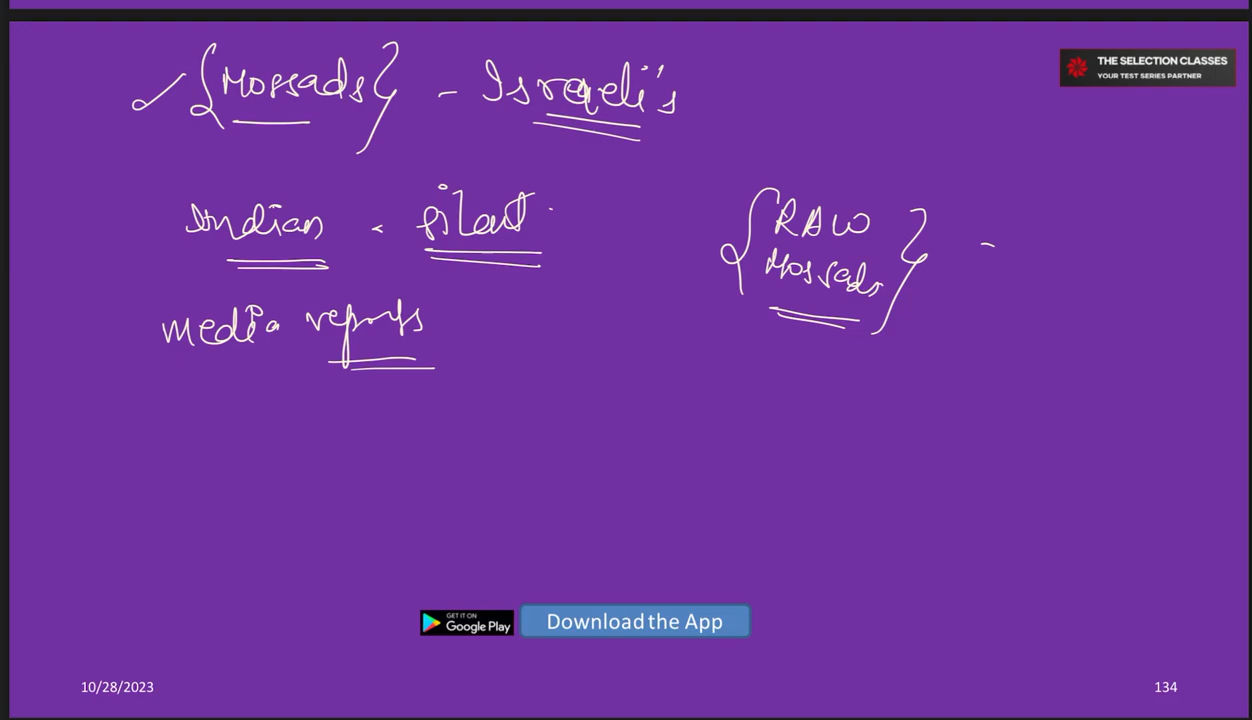 {Mossads} - Israeli's
THE SELECTION CLASSES
YOUR TEST SERIES PARTNER
Indian - silent
{RAW
Mossads} -
media reports
GET IT ON
Google Play
Download the App
10/28/2023
134